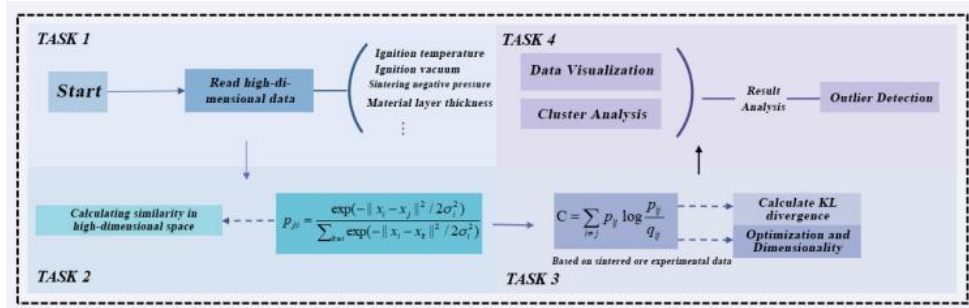 TASK 1
Start
Read high-di-
mensional data
Ignition temperature
Ignition vacuum
Sintering negative pressure
Material layer thickness
⋮
TASK 4
Data Visualization
Cluster Analysis
Result
Analysis
Outlier Detection
Calculating similarity in
high-dimensional space
p_{j|i} = exp(−‖ x_i − x_j ‖² / 2σ_i²) / ∑_{k≠i} exp(−‖ x_i − x_k ‖² / 2σ_i²)
TASK 2
C = ∑_{i≠j} p_{ij} log p_{ij} / q_{ij}
Based on sintered ore experimental data
Calculate KL
divergence
Optimization and
Dimensionality
TASK 3